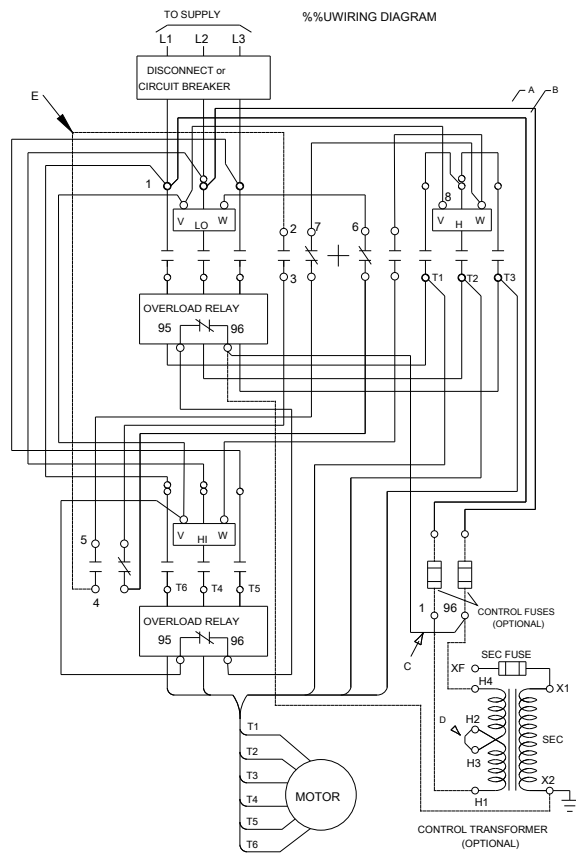 TO SUPPLY
%%UWIRING DIAGRAM
L1 L2 L3
A B
DISCONNECT or
CIRCUIT BREAKER
E
1
8
V LO W
V H W
2 7 6
3
T1 T2 T3
OVERLOAD RELAY
95 96
V HI W
5
4
T6 T4 T5
OVERLOAD RELAY
95 96
1 96
CONTROL FUSES
(OPTIONAL)
C
SEC FUSE
XF
X1
H4
D
H2
SEC
H3
X2
H1
T1
T2
T3
T4
T5
T6
MOTOR
CONTROL TRANSFORMER
(OPTIONAL)